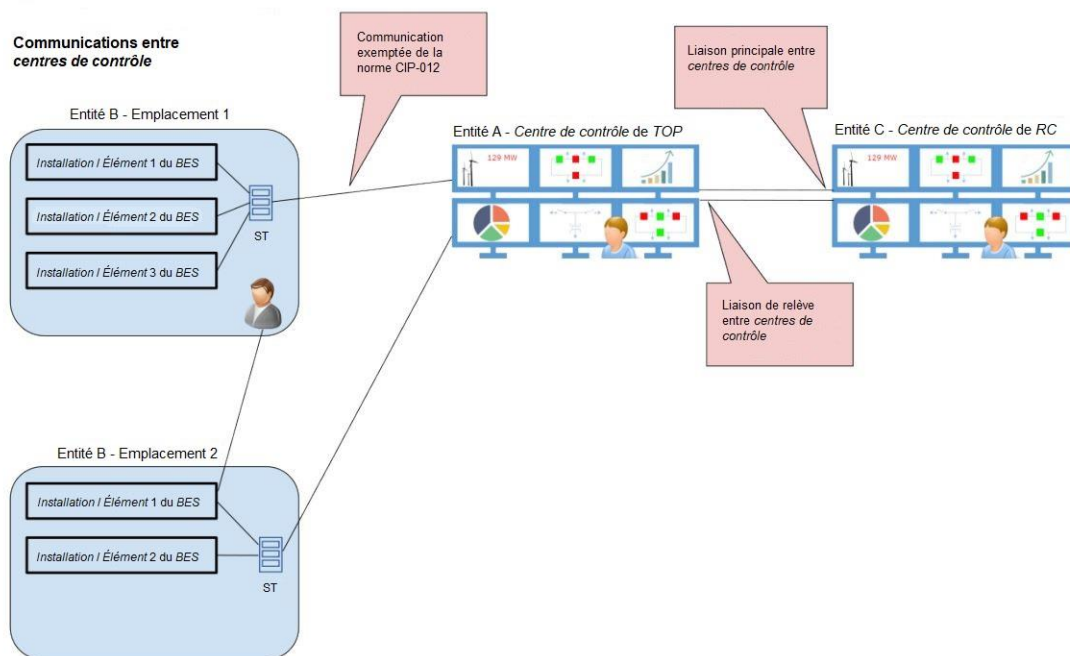 Communications entre
centres de contrôle
Communication
exemptée de la
norme CIP-012
Liaison principale entre
centres de contrôle
Entité B - Emplacement 1
Installation / Élément 1 du BES
Installation / Élément 2 du BES
Installation / Élément 3 du BES
ST
Entité A - Centre de contrôle de TOP
129 MW
Entité C - Centre de contrôle de RC
129 MW
Liaison de relève
entre centres de
contrôle
Entité B - Emplacement 2
Installation / Élément 1 du BES
Installation / Élément 2 du BES
ST